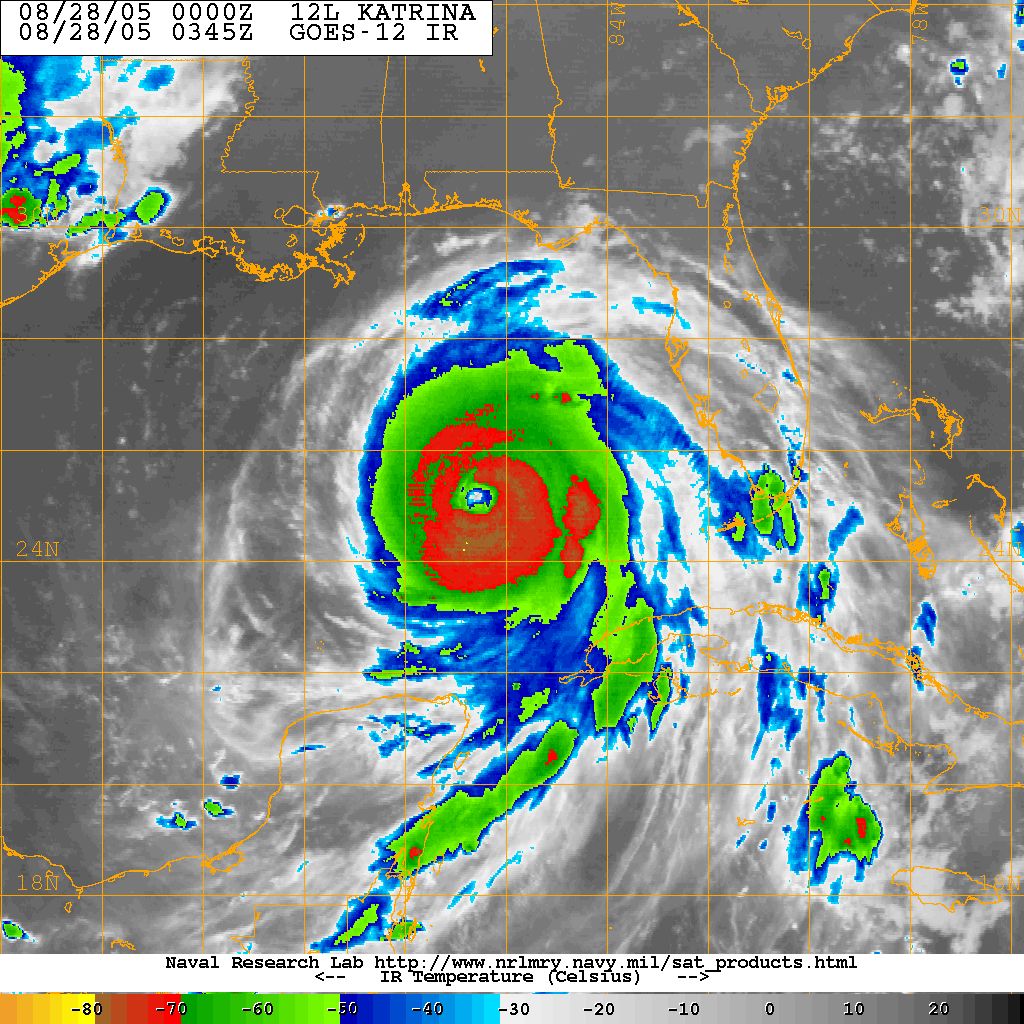 08/28/05 0000Z 12L KATRINA
08/28/05 0345Z GOES-12 IR
84W
78W
30N
24N
24N
18N
18N
Naval Research Lab http://www.nrlmry.navy.mil/sat_products.html
<-- IR Temperature (Celsius) -->
-80 -70 -60 -50 -40 -30 -20 -10 0 10 20